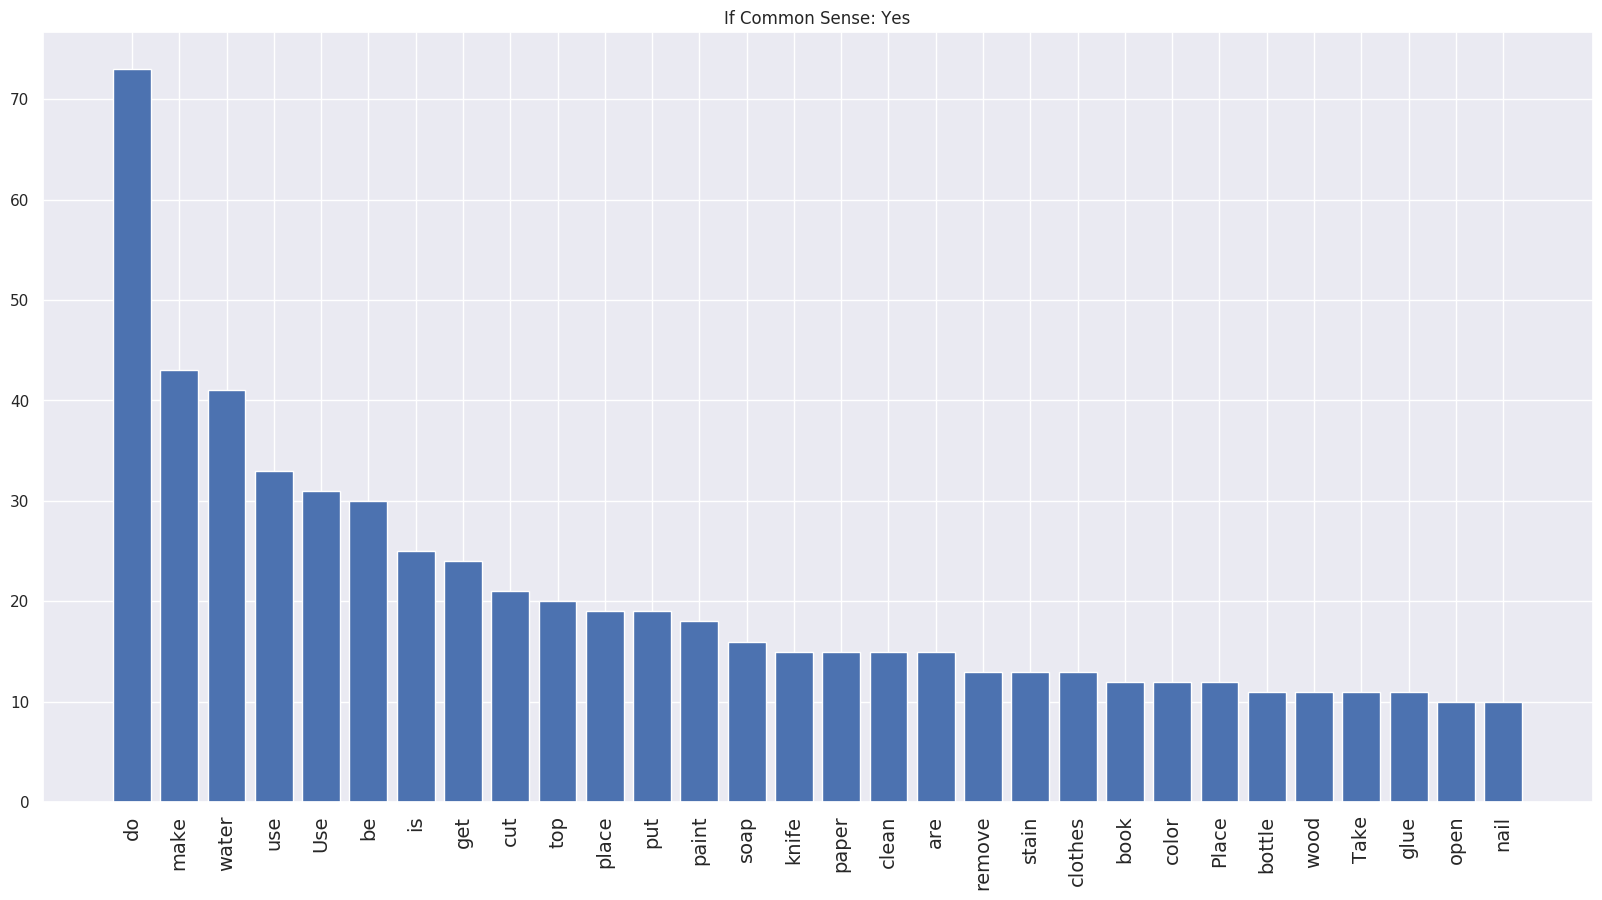 If Common Sense: Yes
70
60
50
40
30
20
10
0
do
make
water
use
Use
be
is
get
cut
top
place
put
paint
soap
knife
paper
clean
are
remove
stain
clothes
book
color
Place
bottle
wood
Take
glue
open
nail